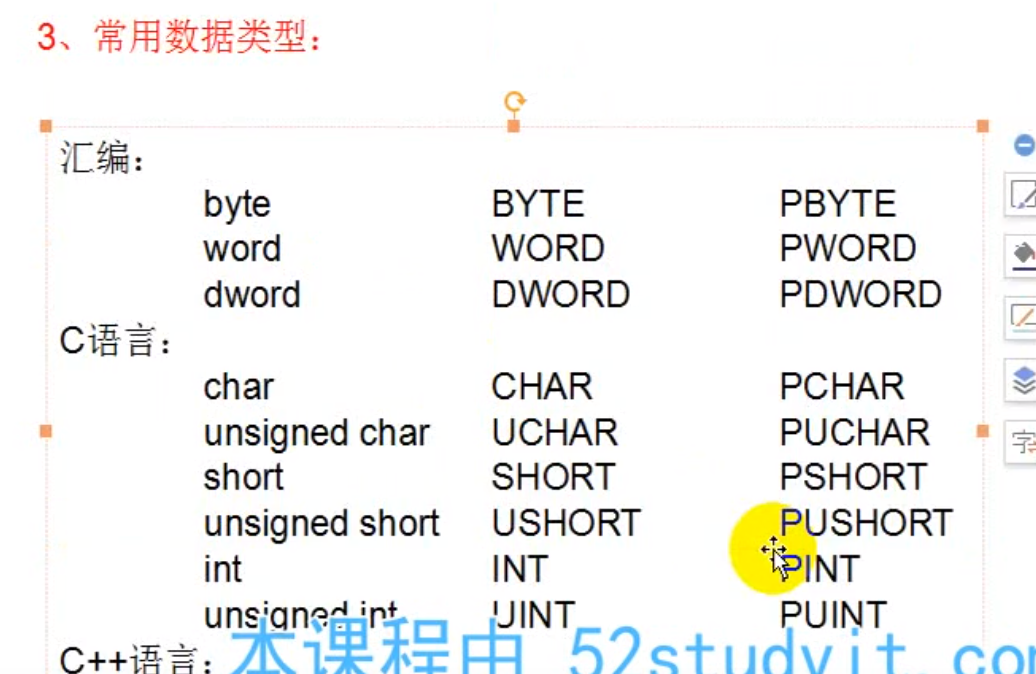 3、常用数据类型：
汇编：
byte BYTE PBYTE
word WORD PWORD
dword DWORD PDWORD
C语言：
char CHAR PCHAR
unsigned char UCHAR PUCHAR
short SHORT PSHORT
unsigned short USHORT PUSHORT
int INT PINT
unsigned int UINT PUINT
C++语言：
本课程由 52studyit.com
字